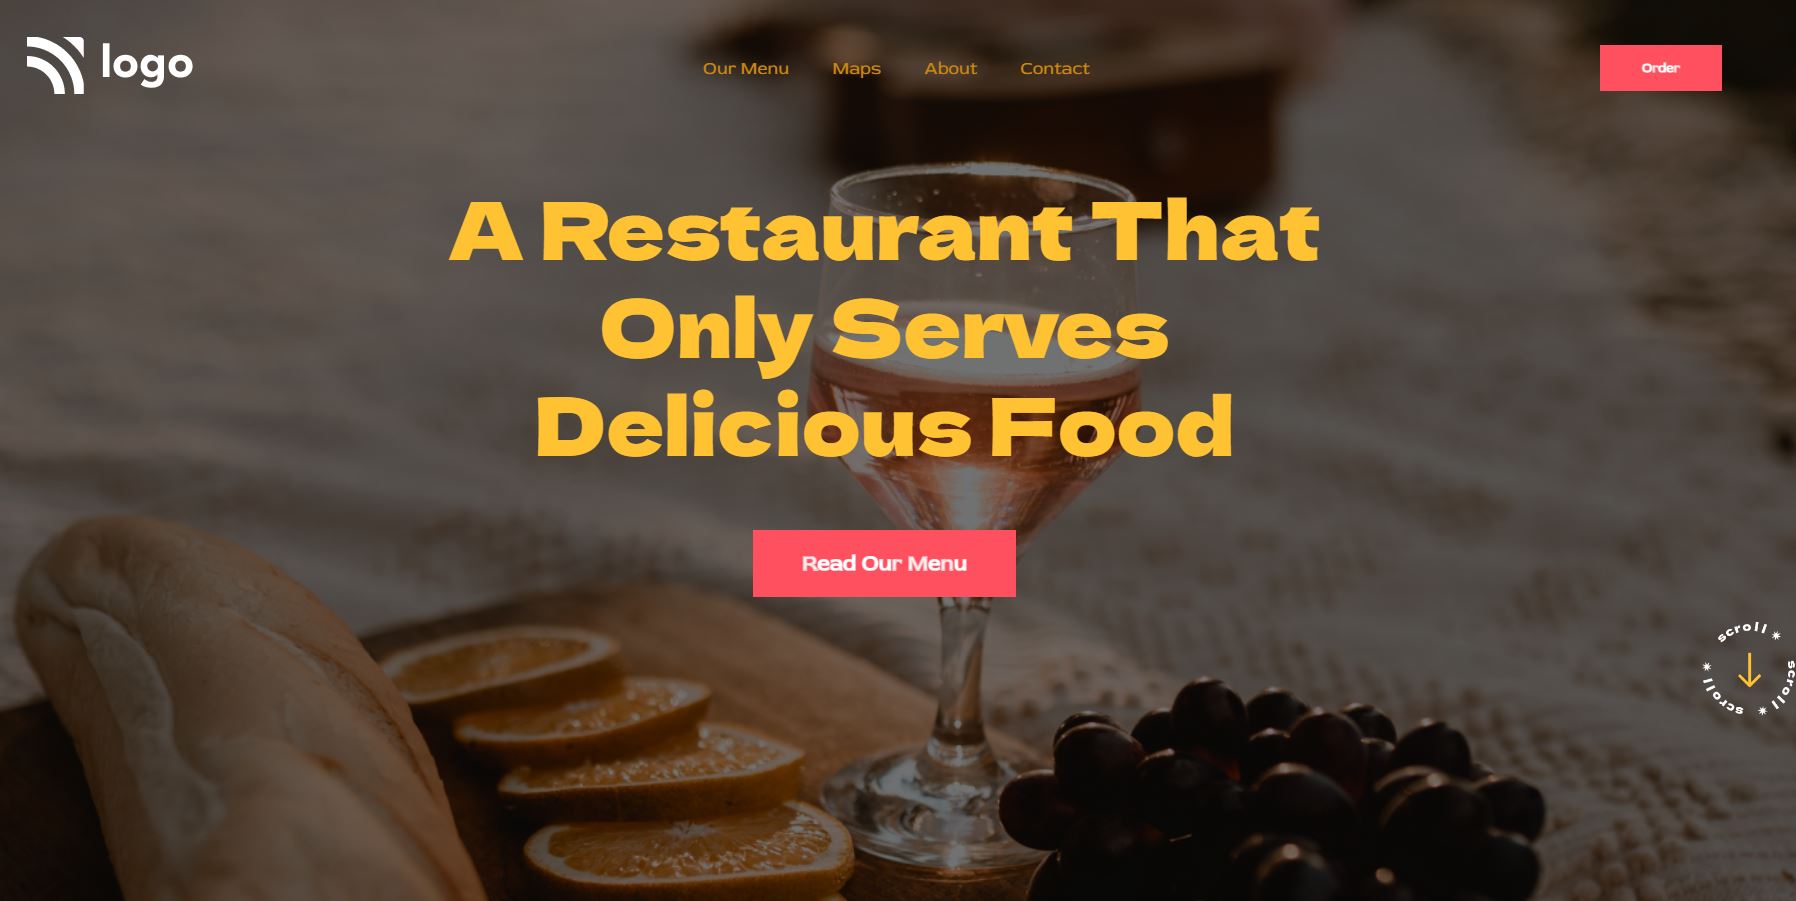 logo
Our Menu Maps About Contact
Order
A Restaurant That
Only Serves
Delicious Food
Read Our Menu
scroll * scroll * scroll *